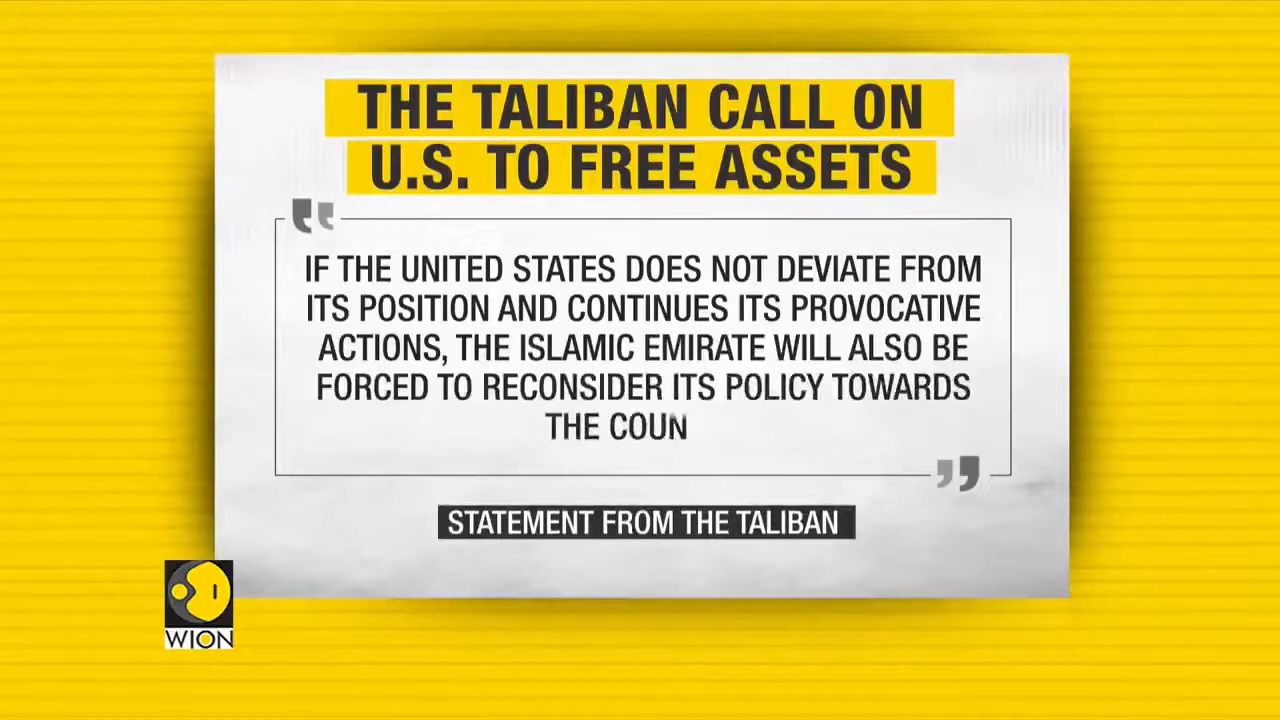 THE TALIBAN CALL ON
U.S. TO FREE ASSETS
IF THE UNITED STATES DOES NOT DEVIATE FROM
ITS POSITION AND CONTINUES ITS PROVOCATIVE
ACTIONS, THE ISLAMIC EMIRATE WILL ALSO BE
FORCED TO RECONSIDER ITS POLICY TOWARDS
THE COUN
STATEMENT FROM THE TALIBAN
WION